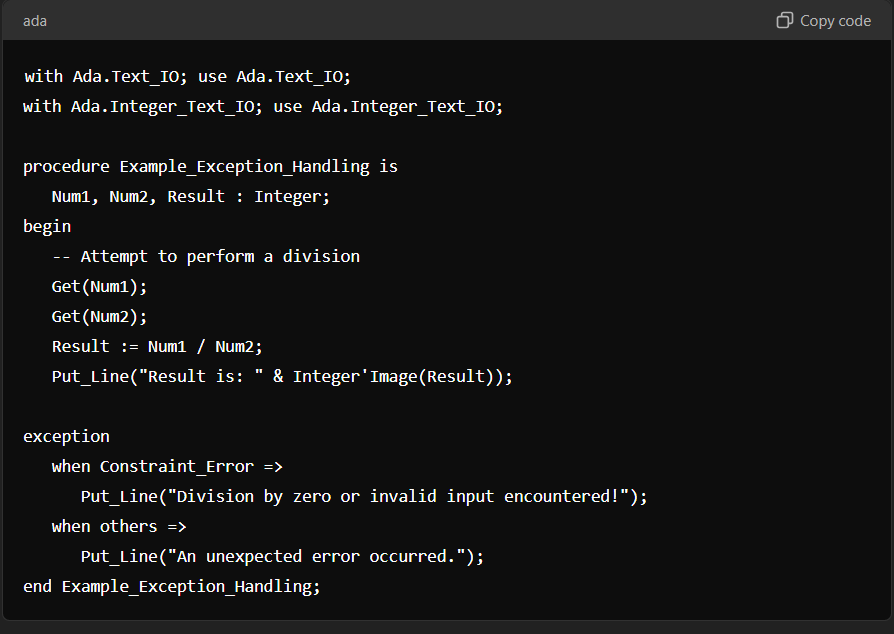 ada
Copy code
with Ada.Text_IO; use Ada.Text_IO;
with Ada.Integer_Text_IO; use Ada.Integer_Text_IO;

procedure Example_Exception_Handling is
   Num1, Num2, Result : Integer;
begin
   -- Attempt to perform a division
   Get(Num1);
   Get(Num2);
   Result := Num1 / Num2;
   Put_Line("Result is: " & Integer'Image(Result));

exception
   when Constraint_Error =>
      Put_Line("Division by zero or invalid input encountered!");
   when others =>
      Put_Line("An unexpected error occurred.");
end Example_Exception_Handling;